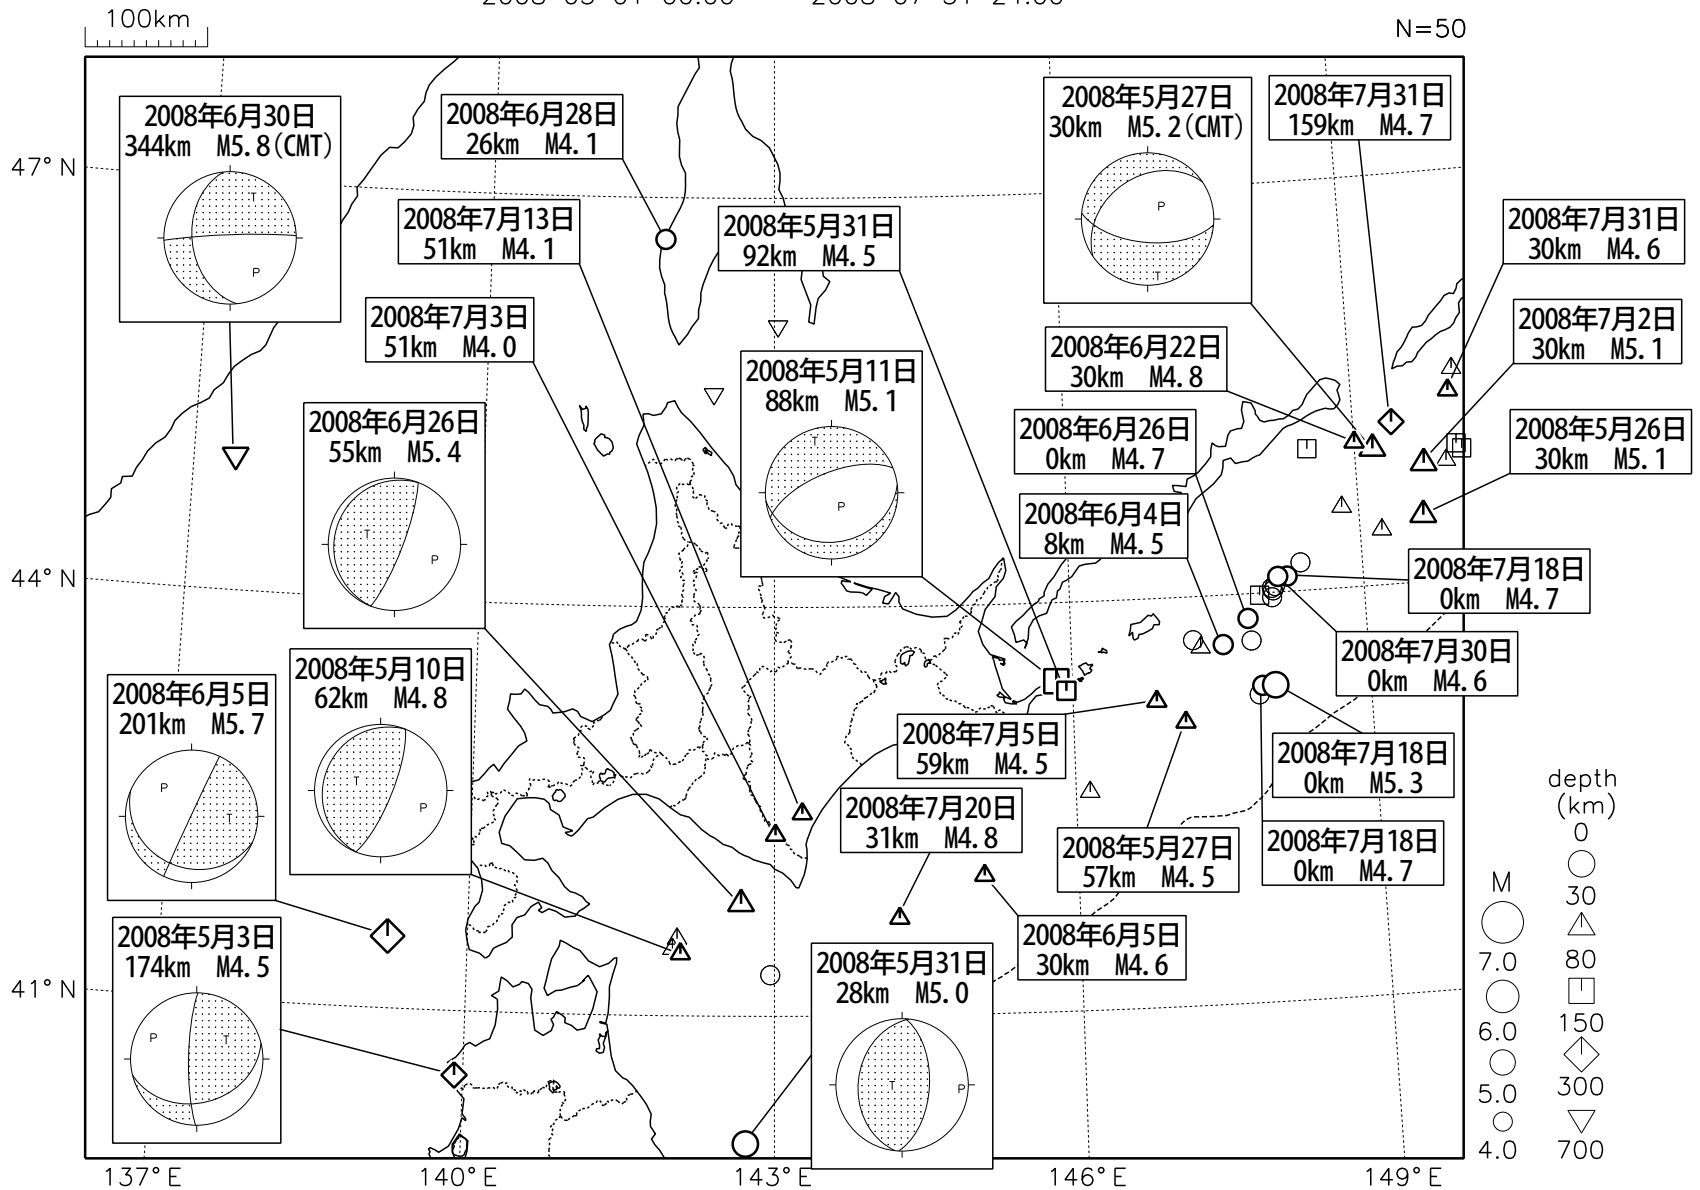 100km
N=50
2008年6月30日
344km M5.8(CMT)
T
P
2008年6月28日
26km M4.1
2008年5月27日
30km M5.2(CMT)
P
T
2008年7月31日
159km M4.7
47°N
2008年7月13日
51km M4.1
2008年5月31日
92km M4.5
2008年7月31日
30km M4.6
2008年7月3日
51km M4.0
2008年7月2日
30km M5.1
2008年6月22日
30km M4.8
2008年5月11日
88km M5.1
T
P
2008年6月26日
55km M5.4
T
P
2008年6月26日
0km M4.7
2008年5月26日
30km M5.1
2008年6月4日
8km M4.5
44°N
2008年7月18日
0km M4.7
2008年7月30日
0km M4.6
2008年5月10日
62km M4.8
T
P
2008年6月5日
201km M5.7
P
T
2008年7月5日
59km M4.5
2008年7月18日
0km M5.3
2008年7月20日
31km M4.8
2008年5月27日
57km M4.5
2008年7月18日
0km M4.7
2008年5月3日
174km M4.5
P
T
2008年6月5日
30km M4.6
2008年5月31日
28km M5.0
T
P
41°N
depth
(km)
0
30
80
150
300
700
M
7.0
6.0
5.0
4.0
137°E
140°E
143°E
146°E
149°E